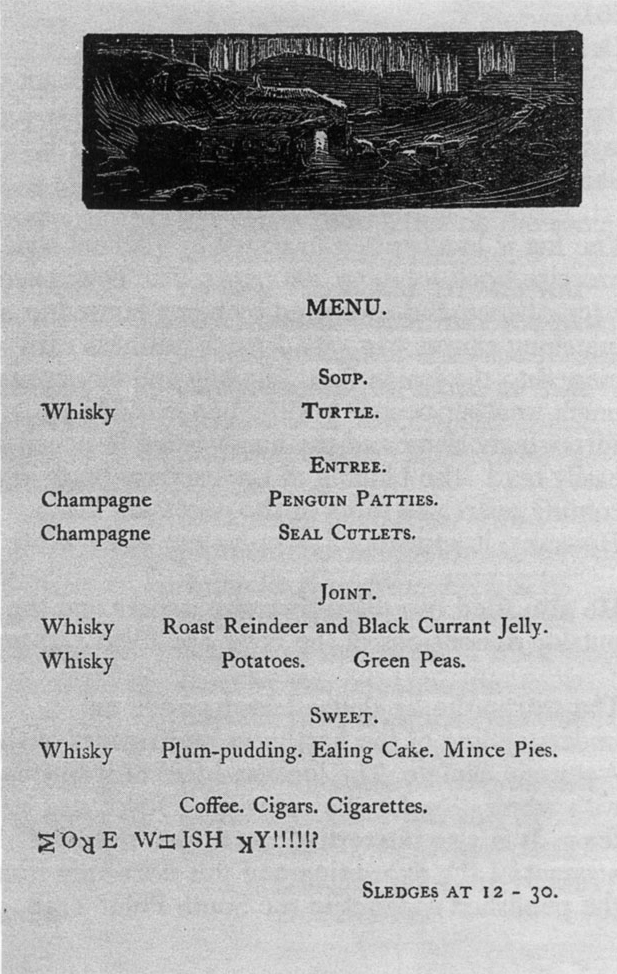 MENU.
SOUP.
Whisky TURTLE.
ENTREE.
Champagne PENGUIN PATTIES.
Champagne SEAL CUTLETS.
JOINT.
Whisky Roast Reindeer and Black Currant Jelly.
Whisky Potatoes. Green Peas.
SWEET.
Whisky Plum-pudding. Ealing Cake. Mince Pies.
Coffee. Cigars. Cigarettes.
MORE WHISHKY!!!!!?
SLEDGES AT 12 - 30.